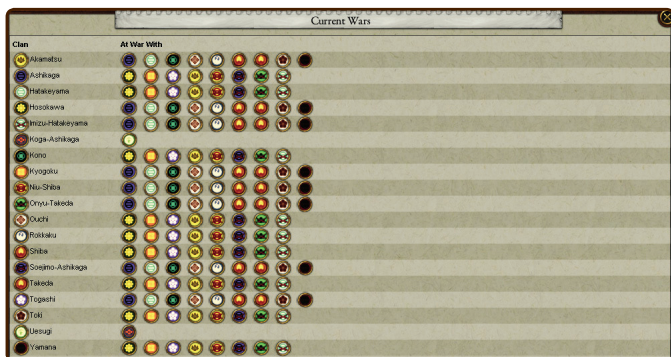 Current Wars
Clan At War With
Akamatsu
Ashikaga
Hatakeyama
Hosokawa
Imizu-Hatakeyama
Koga-Ashikaga
Kono
Kyogoku
Niu-Shiba
Onyu-Takeda
Ouchi
Rokkaku
Shiba
Soejimo-Ashikaga
Takeda
Togashi
Toki
Uesugi
Yamana